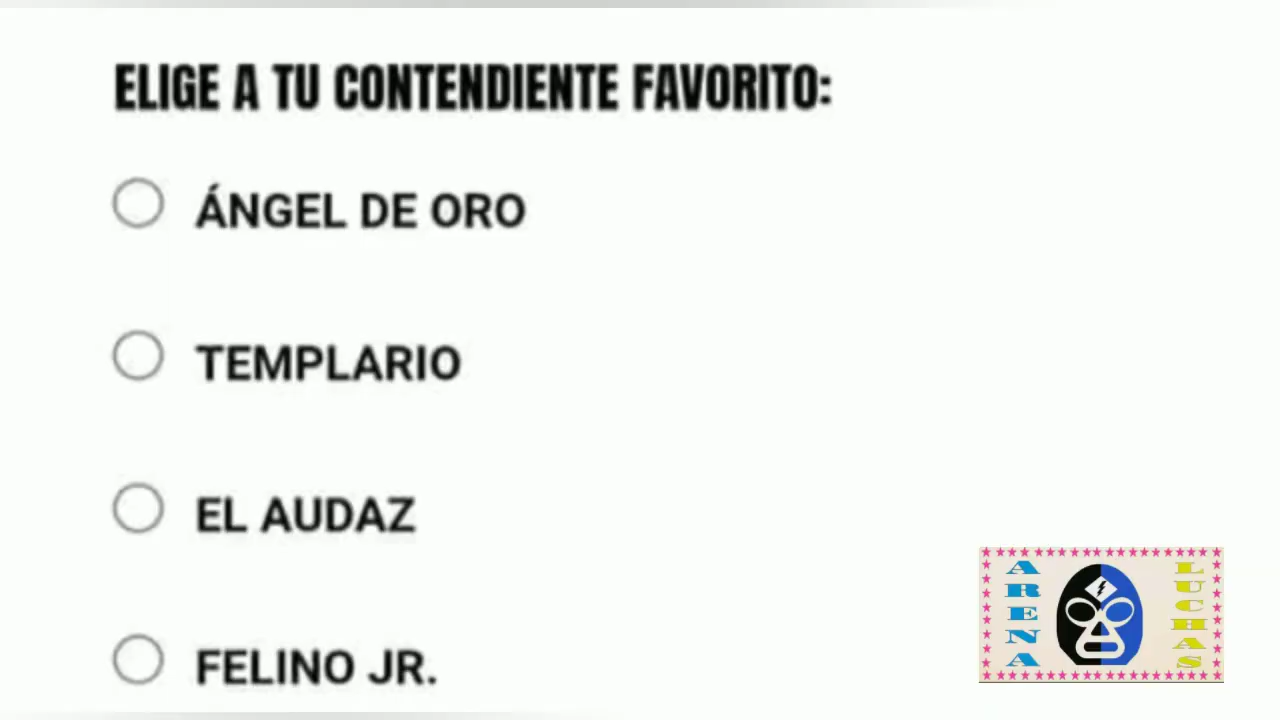 ELIGE A TU CONTENDIENTE FAVORITO:
ÁNGEL DE ORO
TEMPLARIO
EL AUDAZ
FELINO JR.
ARENA
LUCHAS